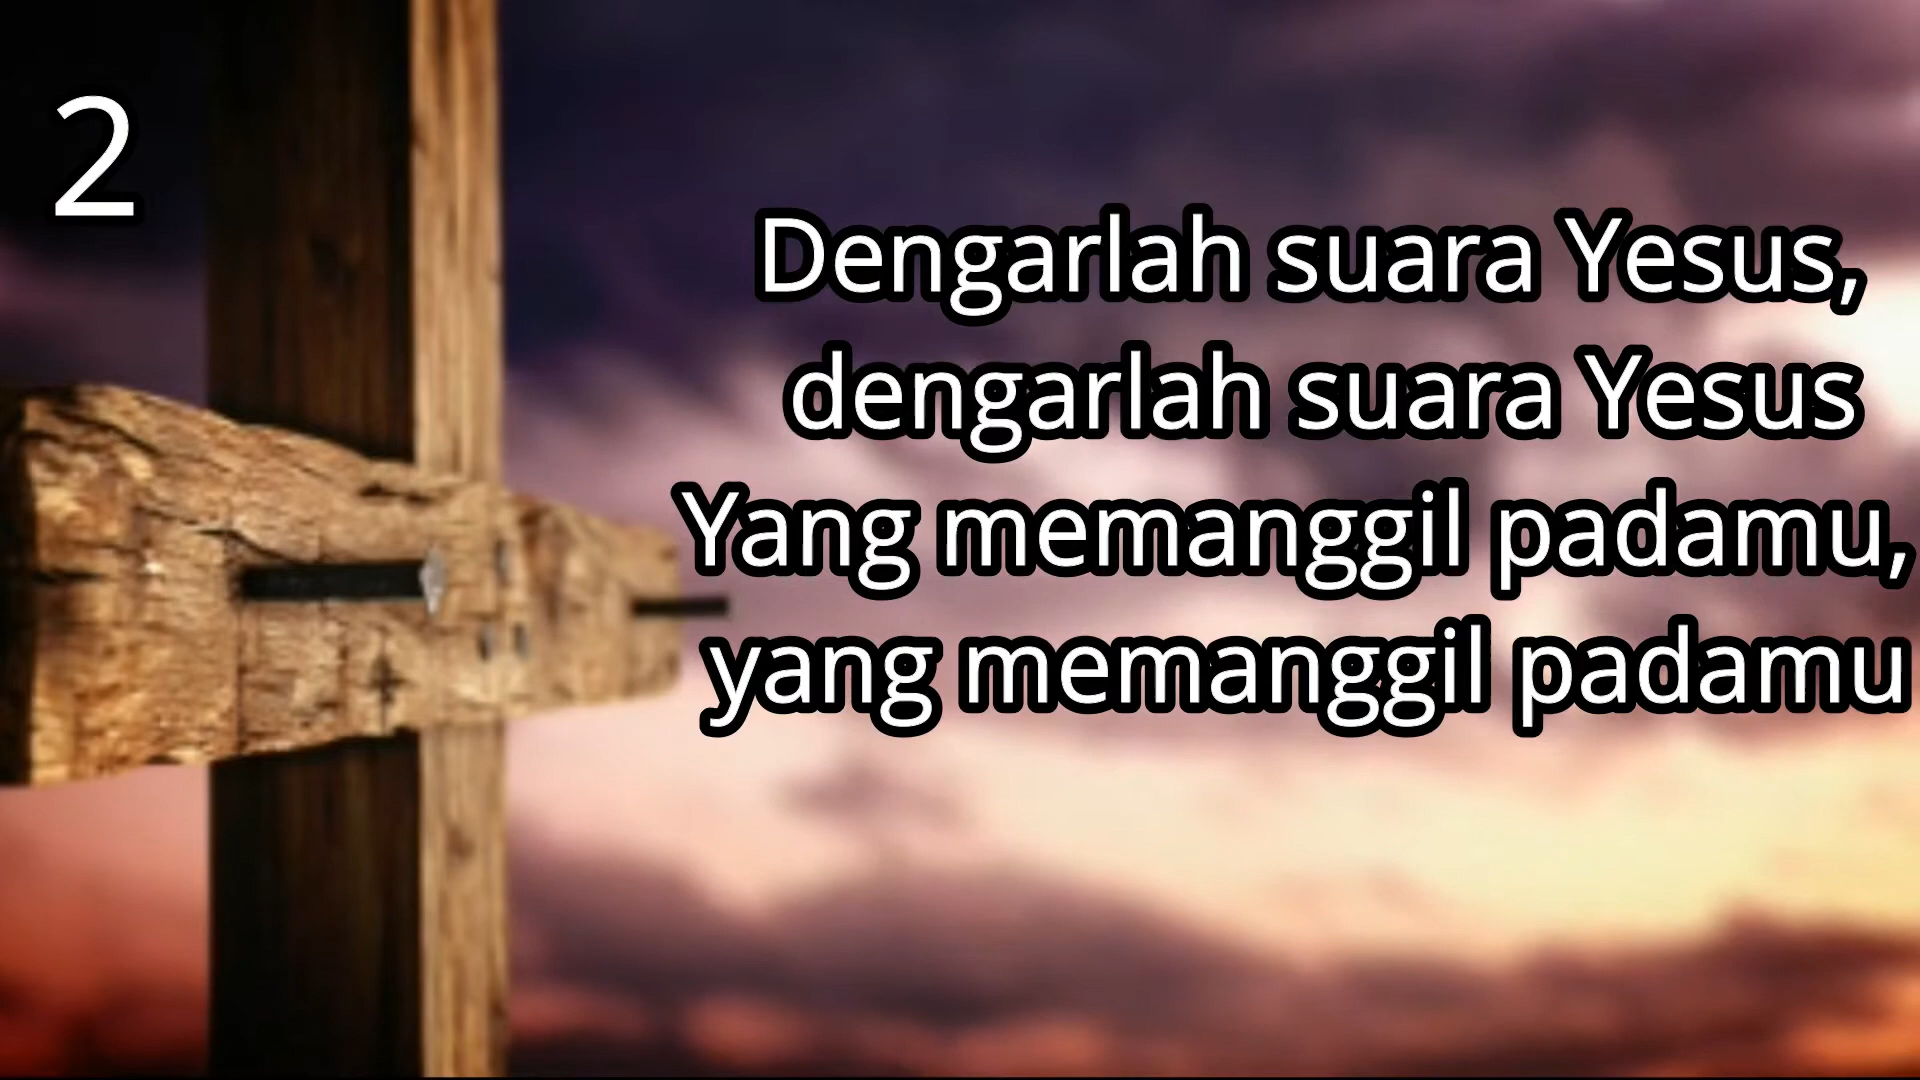 2
Dengarlah suara Yesus,
dengarlah suara Yesus
Yang memanggil padamu,
yang memanggil padamu